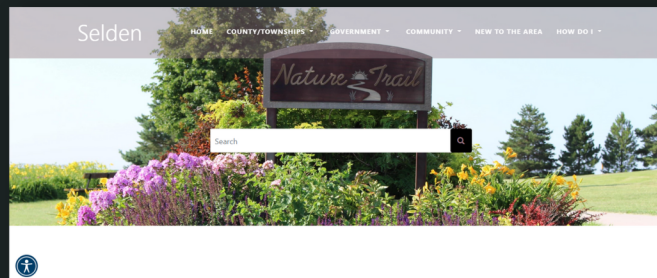 Selden
HOME COUNTY/TOWNSHIPS GOVERNMENT COMMUNITY NEW TO THE AREA HOW DO I
Nature Trail
Search